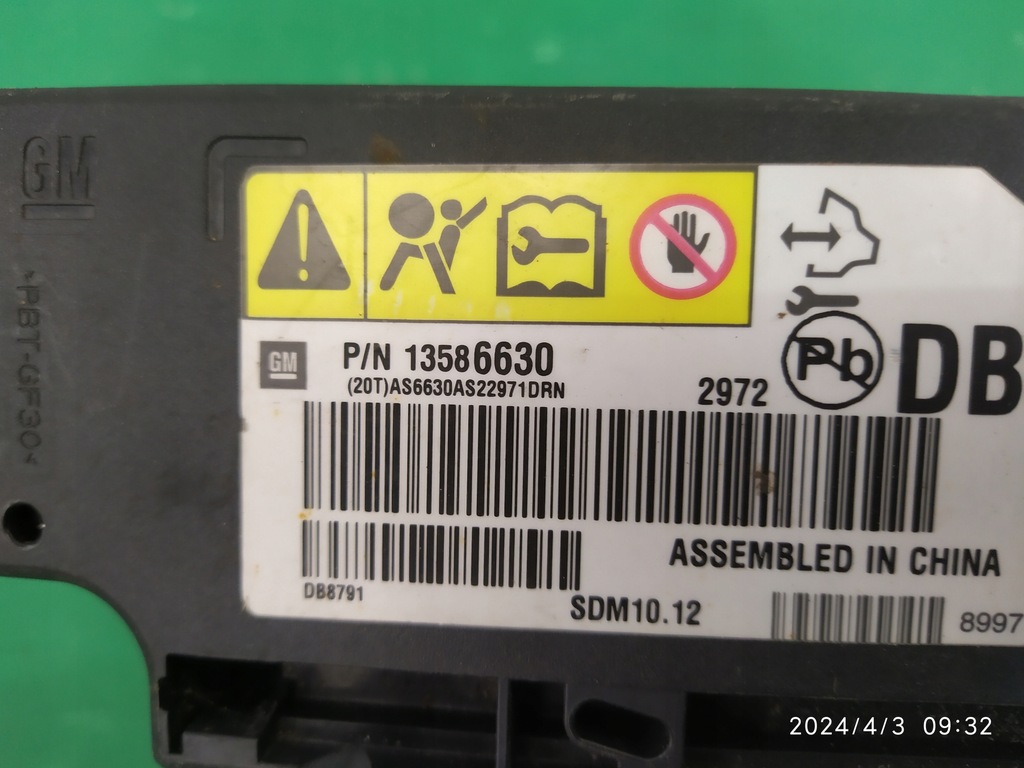 GM
>PBT-GF30<
GM
P/N 13586630
(20T)AS6630AS22971DRN
2972
Pb
DB
ASSEMBLED IN CHINA
DB8791
SDM10.12
8997
2024/4/3 09:32